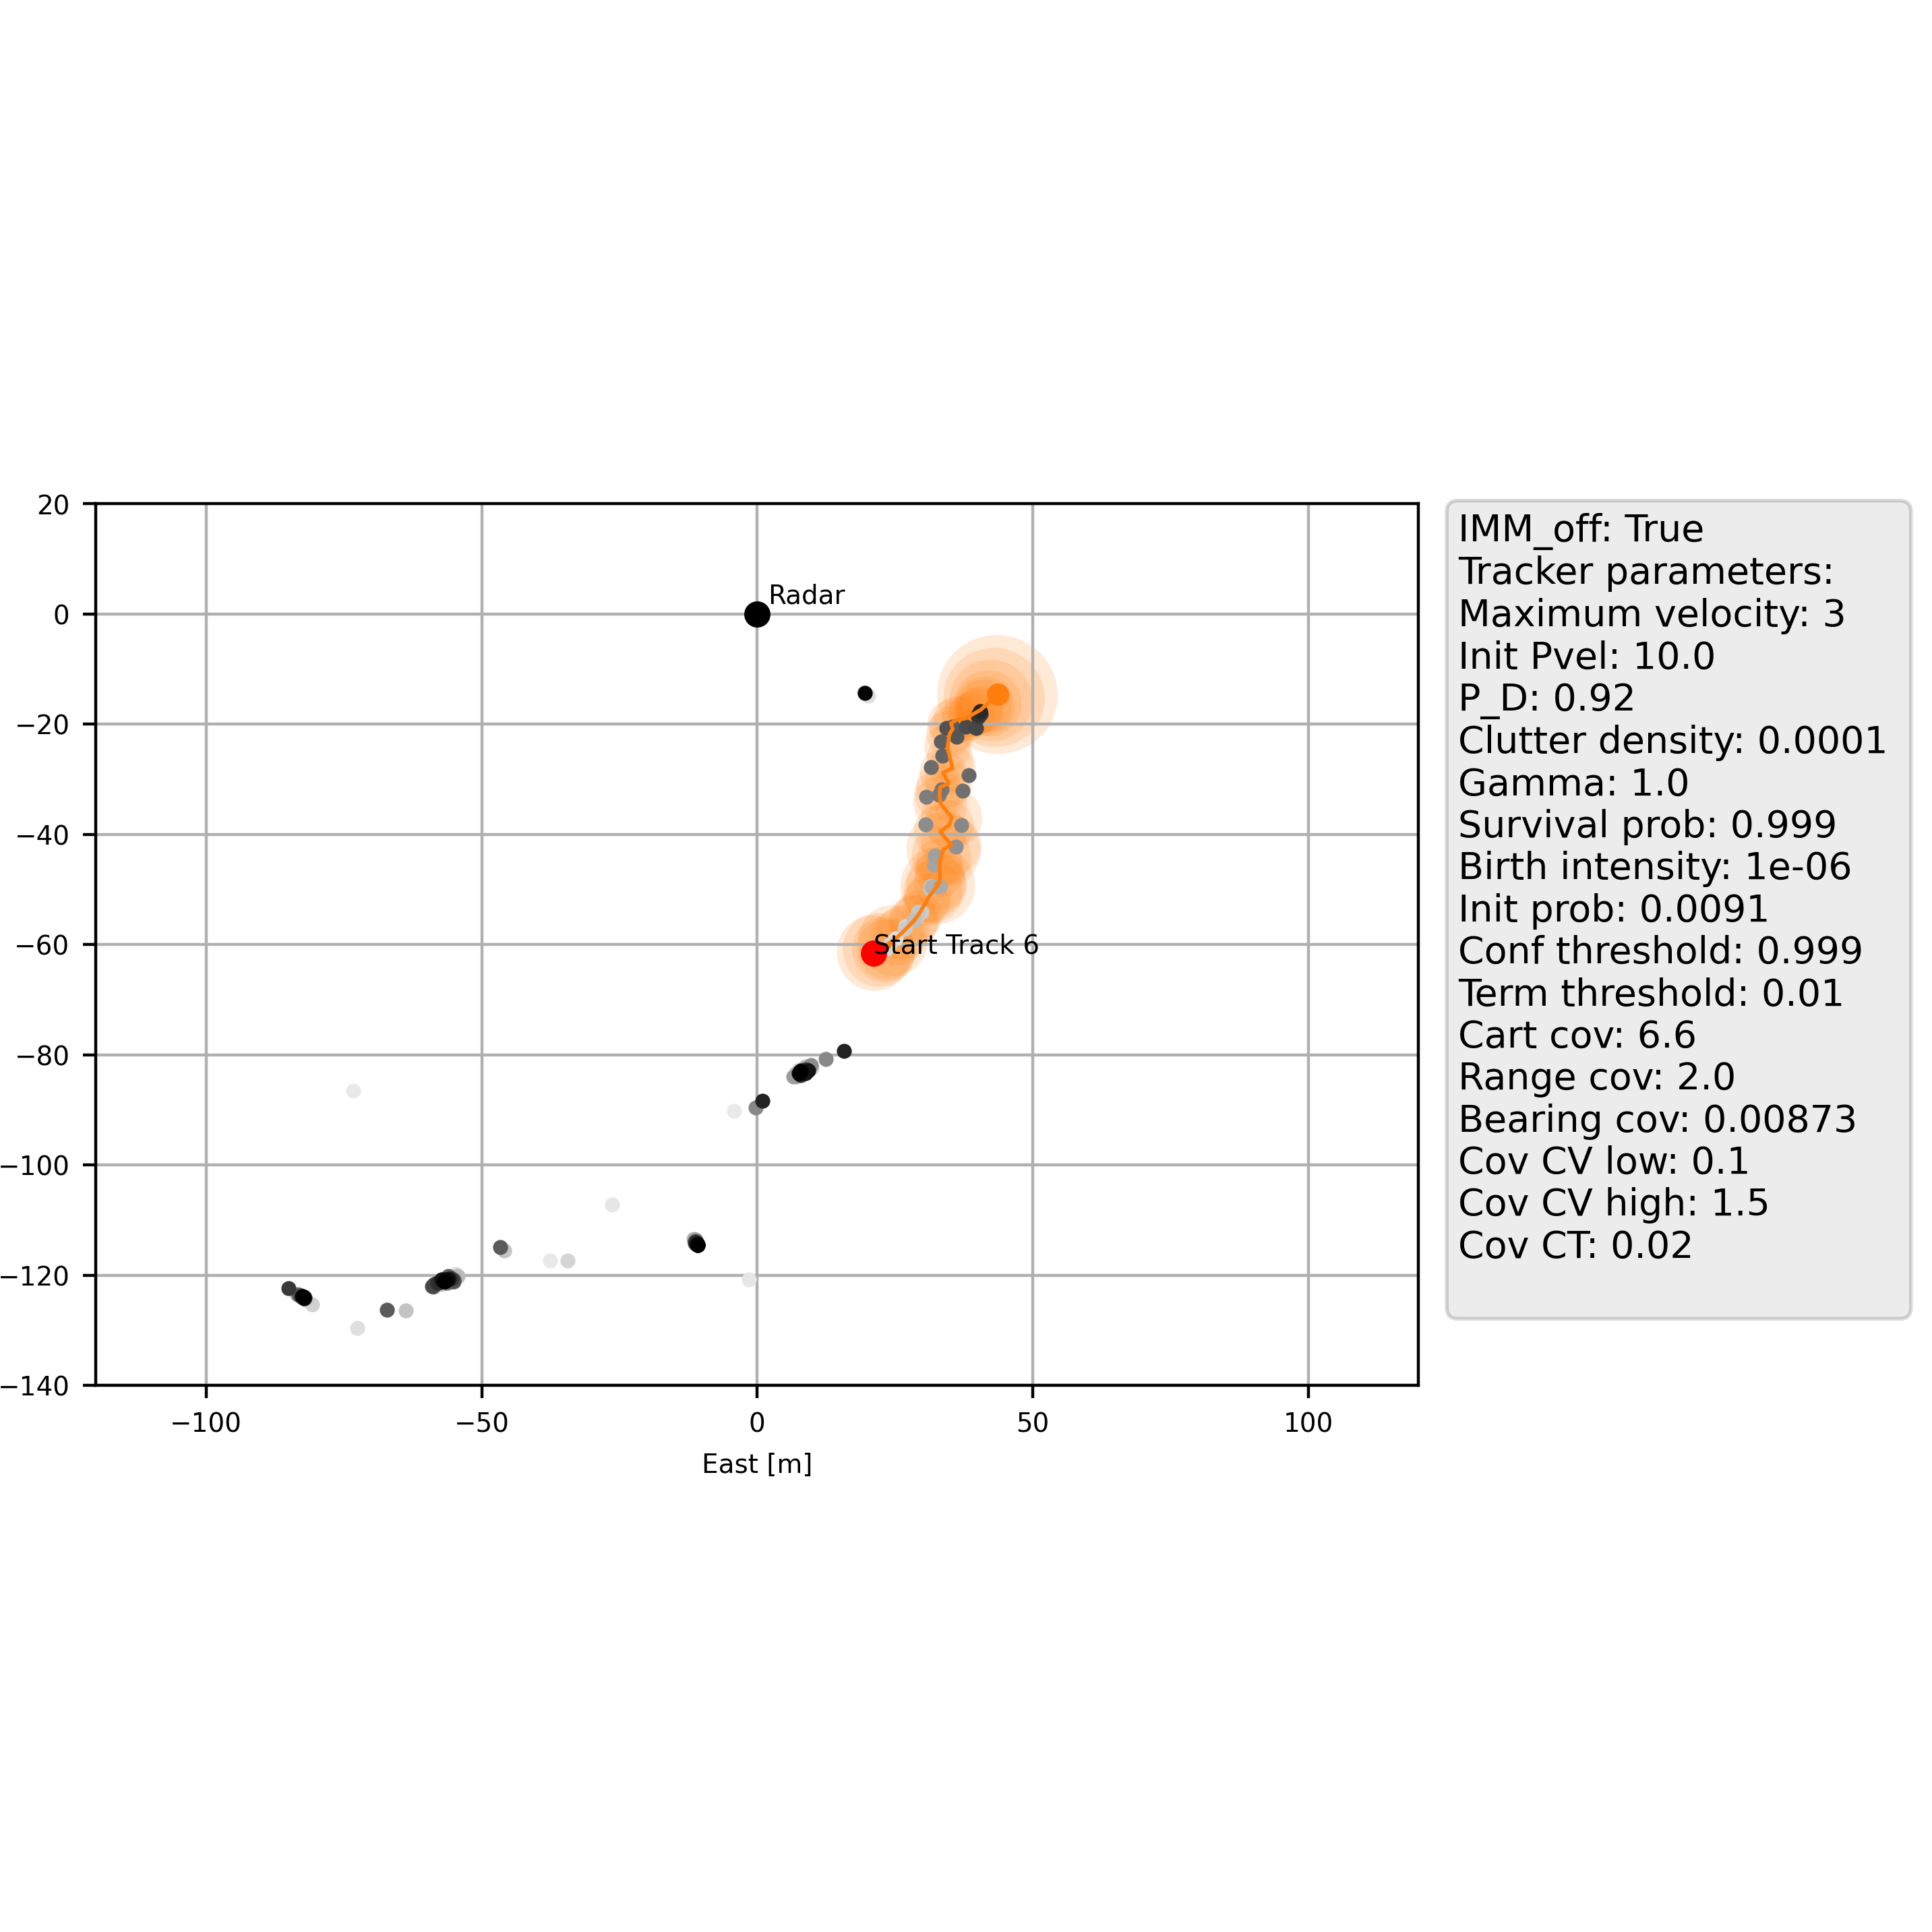 20
0
−20
−40
−60
−80
−100
−120
−140
Radar
Start Track 6
−100
−50
0
50
100
East [m]
IMM_off: True
Tracker parameters:
Maximum velocity: 3
Init Pvel: 10.0
P_D: 0.92
Clutter density: 0.0001
Gamma: 1.0
Survival prob: 0.999
Birth intensity: 1e-06
Init prob: 0.0091
Conf threshold: 0.999
Term threshold: 0.01
Cart cov: 6.6
Range cov: 2.0
Bearing cov: 0.00873
Cov CV low: 0.1
Cov CV high: 1.5
Cov CT: 0.02